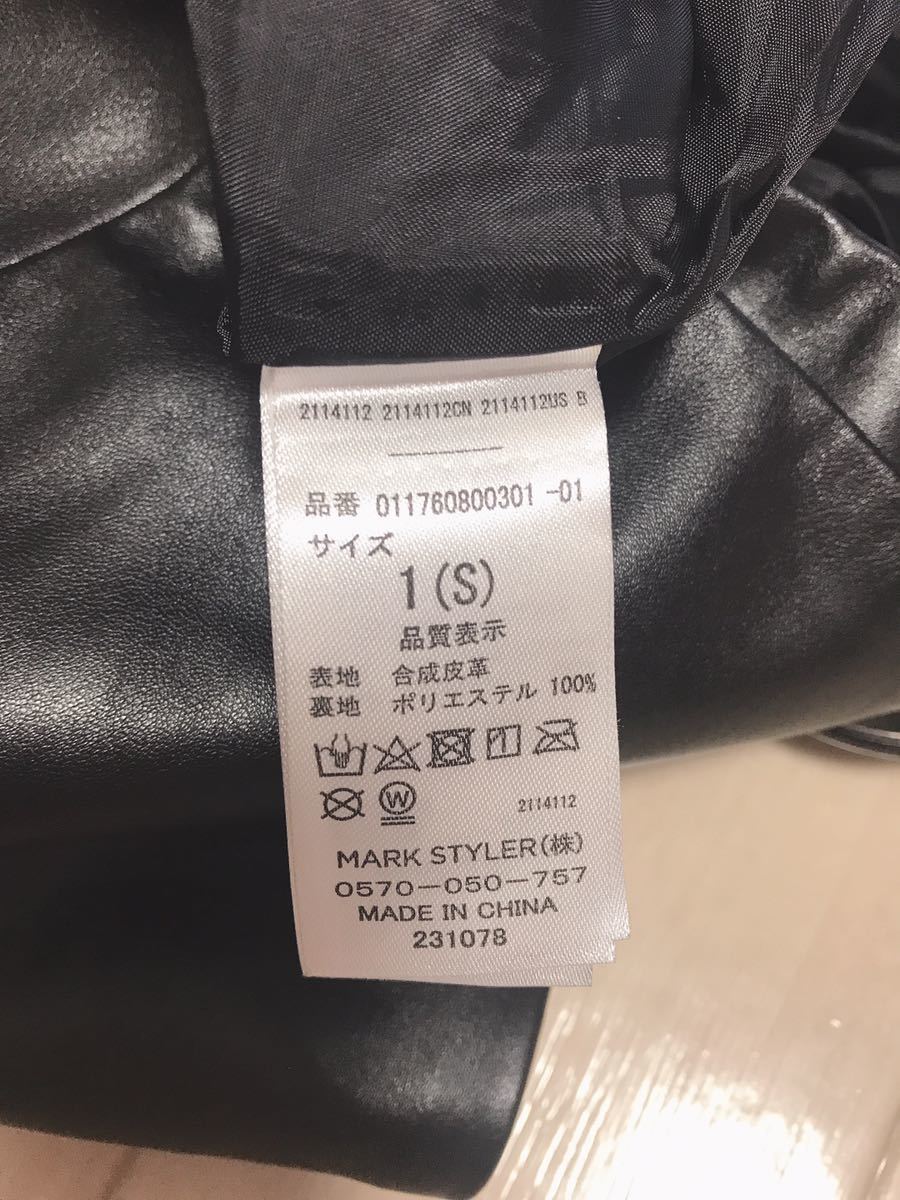 2114112 2114112CN 2114112US B
品番 011760800301 -01
サイズ
1(S)
品質表示
表地 合成皮革
裏地 ポリエステル 100%
W
2114112
MARK STYLER(株)
0570-050-757
MADE IN CHINA
231078